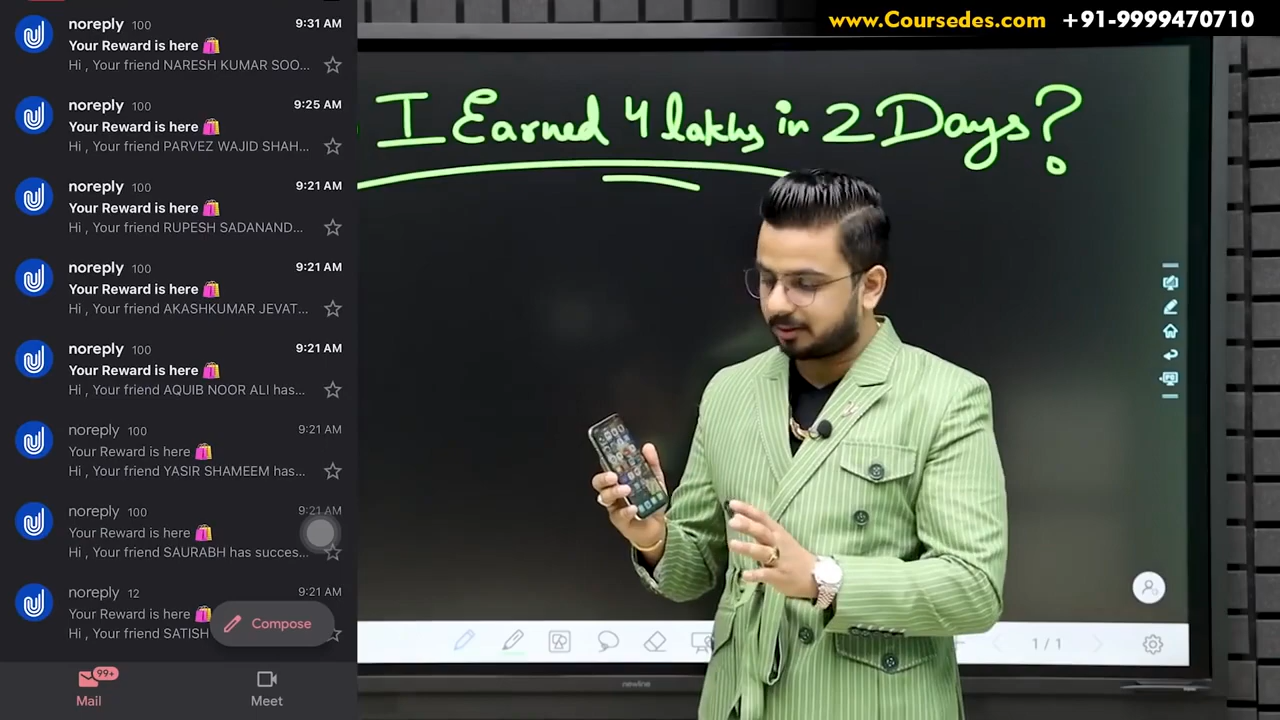 www.Coursedes.com +91-9999470710
I Earned 4 lakhs in 2 Days?
noreply 100 9:31 AM
Your Reward is here 🛍️
Hi , Your friend NARESH KUMAR SOO...
noreply 100 9:25 AM
Your Reward is here 🛍️
Hi , Your friend PARVEZ WAJID SHAH...
noreply 100 9:21 AM
Your Reward is here 🛍️
Hi , Your friend RUPESH SADANAND...
noreply 100 9:21 AM
Your Reward is here 🛍️
Hi , Your friend AKASHKUMAR JEVAT...
noreply 100 9:21 AM
Your Reward is here 🛍️
Hi , Your friend AQUIB NOOR ALI has...
noreply 100 9:21 AM
Your Reward is here 🛍️
Hi , Your friend YASIR SHAMEEM has...
noreply 100 9:21 AM
Your Reward is here 🛍️
Hi , Your friend SAURABH has succes...
noreply 12 9:21 AM
Your Reward is here 🛍️
Hi , Your friend SATISH
Compose
99+
Mail Meet
1/1
newline